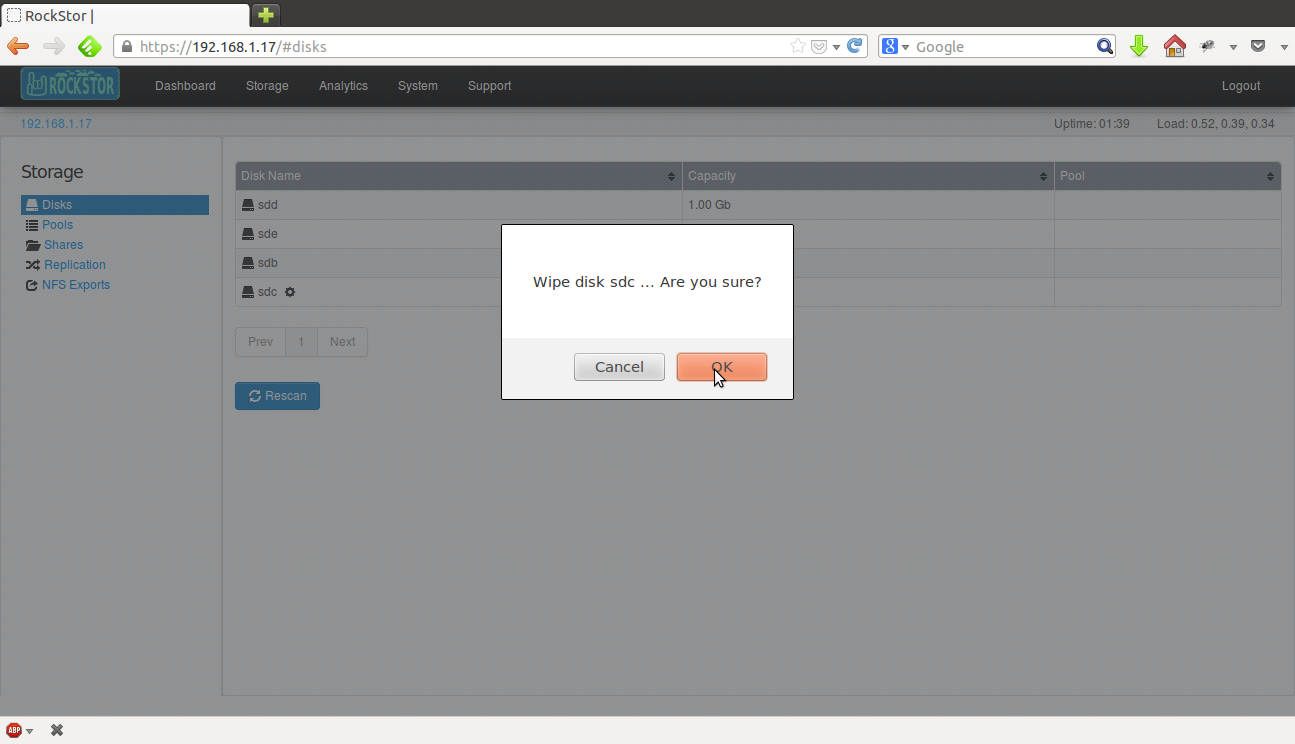 RockStor |
https://192.168.1.17/#disks
Google
ROCKSTOR
Dashboard Storage Analytics System Support Logout
192.168.1.17 Uptime: 01:39 Load: 0.52, 0.39, 0.34
Storage
Disks
Pools
Shares
Replication
NFS Exports
Disk Name Capacity Pool
sdd 1.00 Gb
sde
sdb
sdc
Prev 1 Next
Rescan
Wipe disk sdc ... Are you sure?
Cancel OK
ABP